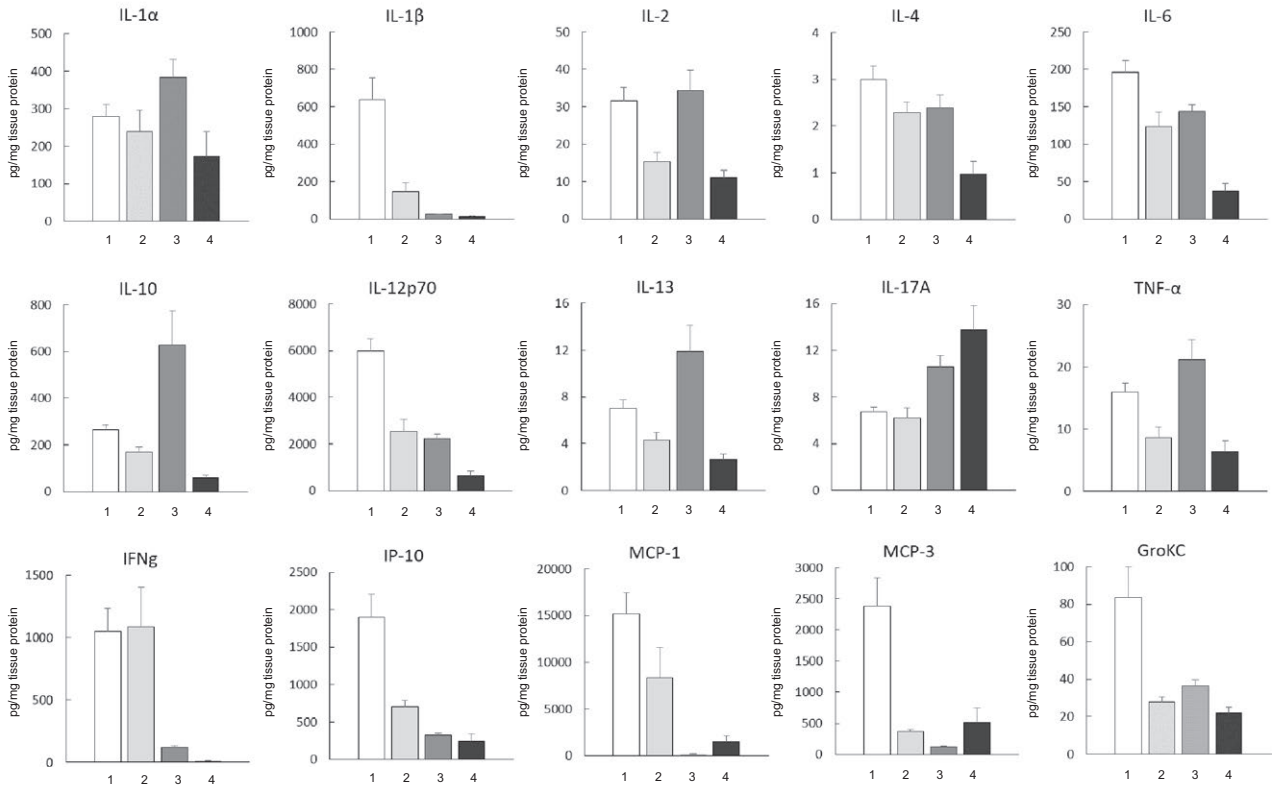 IL-1α
pg/mg tissue protein
500
400
300
200
100
0
1 2 3 4
IL-1β
pg/mg tissue protein
1000
800
600
400
200
0
1 2 3 4
IL-2
pg/mg tissue protein
50
40
30
20
10
0
1 2 3 4
IL-4
pg/mg tissue protein
4
3
2
1
0
1 2 3 4
IL-6
pg/mg tissue protein
250
200
150
100
50
0
1 2 3 4
IL-10
pg/mg tissue protein
800
600
400
200
0
1 2 3 4
IL-12p70
pg/mg tissue protein
8000
6000
4000
2000
0
1 2 3 4
IL-13
pg/mg tissue protein
16
12
8
4
0
1 2 3 4
IL-17A
pg/mg tissue protein
16
12
8
4
0
1 2 3 4
TNF-α
pg/mg tissue protein
30
20
10
0
1 2 3 4
IFNg
pg/mg tissue protein
1500
1000
500
0
1 2 3 4
IP-10
pg/mg tissue protein
2500
2000
1500
1000
500
0
1 2 3 4
MCP-1
pg/mg tissue protein
20000
15000
10000
5000
0
1 2 3 4
MCP-3
pg/mg tissue protein
3000
2500
2000
1500
1000
500
0
1 2 3 4
GroKC
pg/mg tissue protein
100
80
60
40
20
0
1 2 3 4